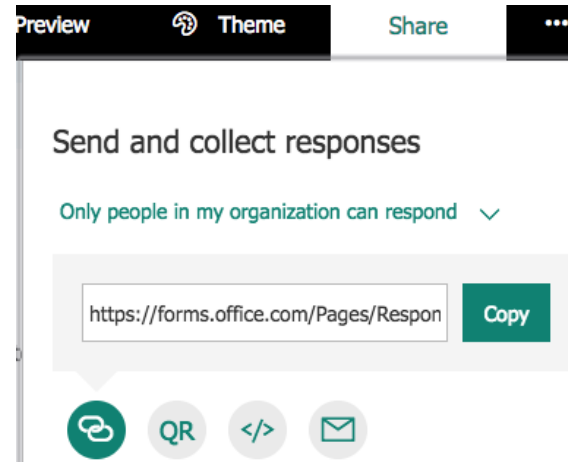 Preview Theme Share ...
Send and collect responses
Only people in my organization can respond
https://forms.office.com/Pages/Respon Copy
QR </>